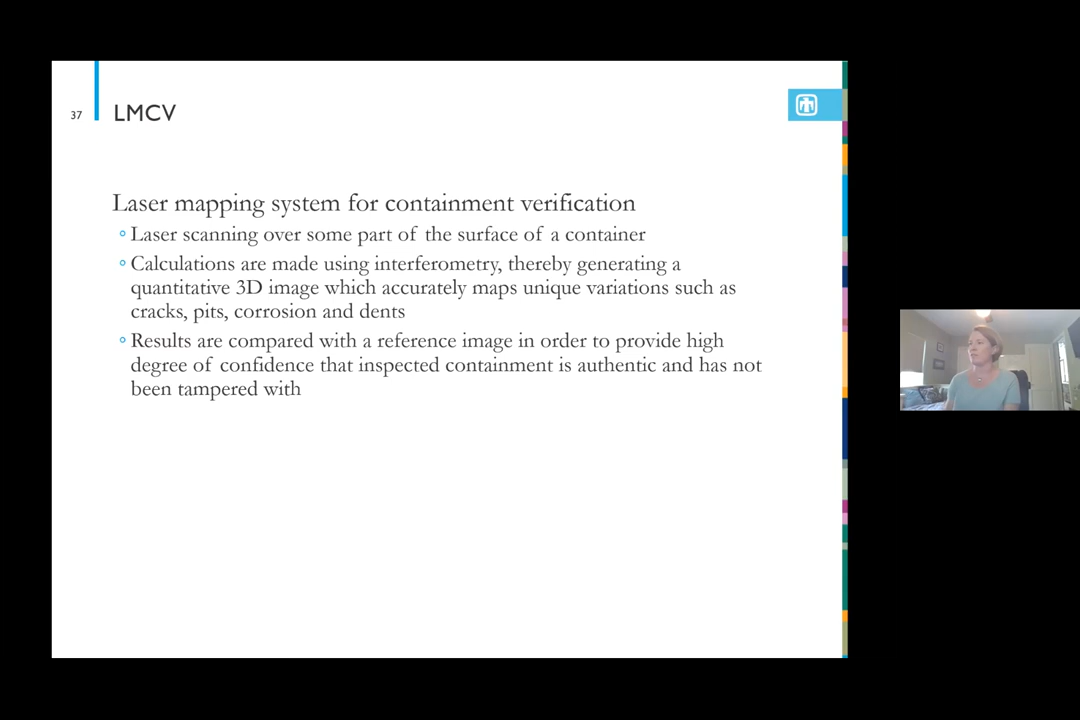 37
LMCV
Laser mapping system for containment verification
Laser scanning over some part of the surface of a container
Calculations are made using interferometry, thereby generating a
quantitative 3D image which accurately maps unique variations such as
cracks, pits, corrosion and dents
Results are compared with a reference image in order to provide high
degree of confidence that inspected containment is authentic and has not
been tampered with